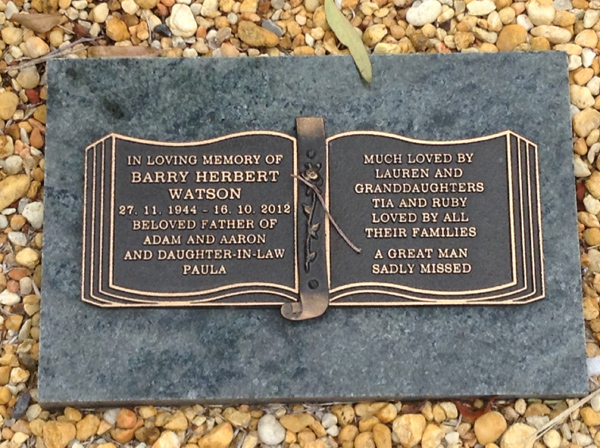 IN LOVING MEMORY OF
BARRY HERBERT
WATSON
27. 11. 1944 - 16. 10. 2012
BELOVED FATHER OF
ADAM AND AARON
AND DAUGHTER-IN-LAW
PAULA
MUCH LOVED BY
LAUREN AND
GRANDDAUGHTERS
TIA AND RUBY
LOVED BY ALL
THEIR FAMILIES
A GREAT MAN
SADLY MISSED